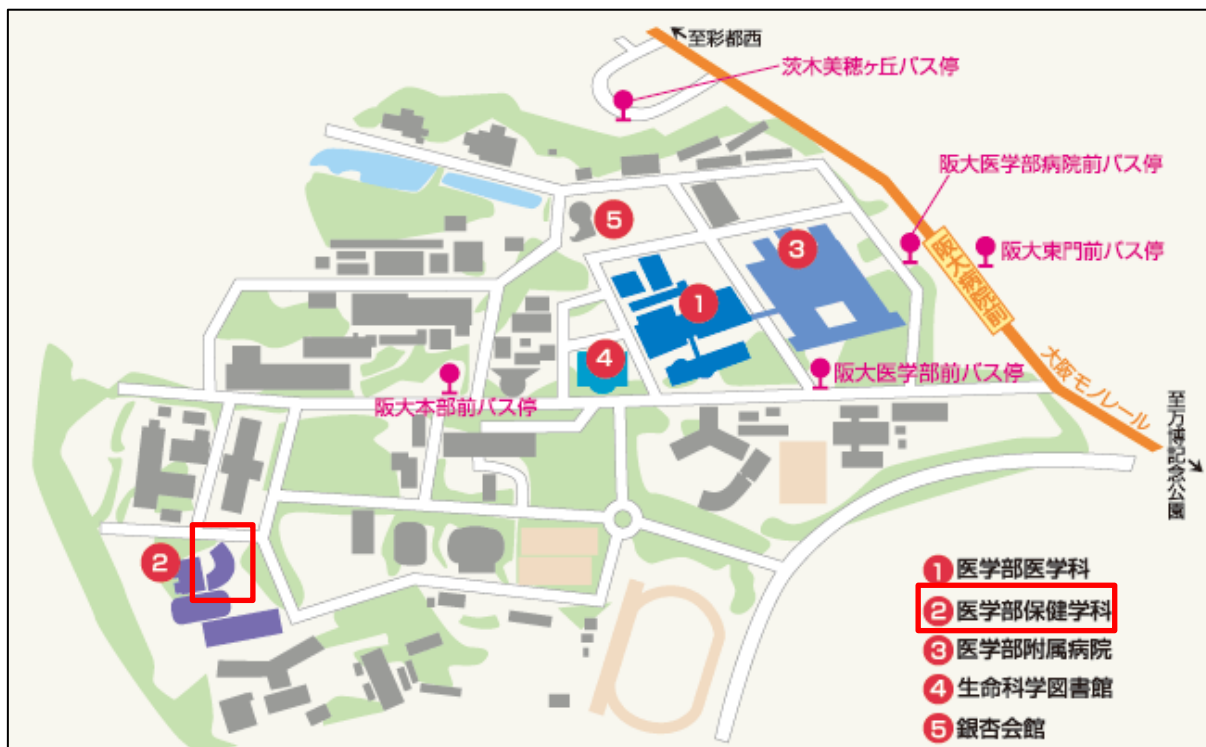 至彩都西
茨木美穂ヶ丘バス停
阪大医学部病院前バス停
阪大病院前
阪大東門前バス停
5
3
1
4
阪大医学部前バス停
阪大本部前バス停
大阪モノレール
至万博記念公園
2
1 医学部医学科
2 医学部保健学科
3 医学部附属病院
4 生命科学図書館
5 銀杏会館